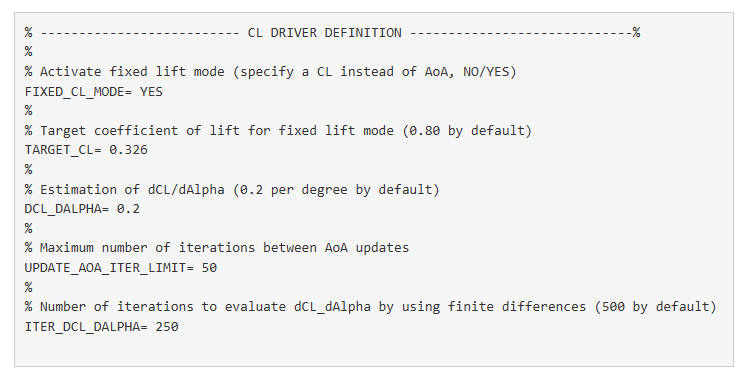 % -------------------------- CL DRIVER DEFINITION -----------------------------%
%
% Activate fixed lift mode (specify a CL instead of AoA, NO/YES)
FIXED_CL_MODE= YES
%
% Target coefficient of lift for fixed lift mode (0.80 by default)
TARGET_CL= 0.326
%
% Estimation of dCL/dAlpha (0.2 per degree by default)
DCL_DALPHA= 0.2
%
% Maximum number of iterations between AoA updates
UPDATE_AOA_ITER_LIMIT= 50
%
% Number of iterations to evaluate dCL_dAlpha by using finite differences (500 by default)
ITER_DCL_DALPHA= 250